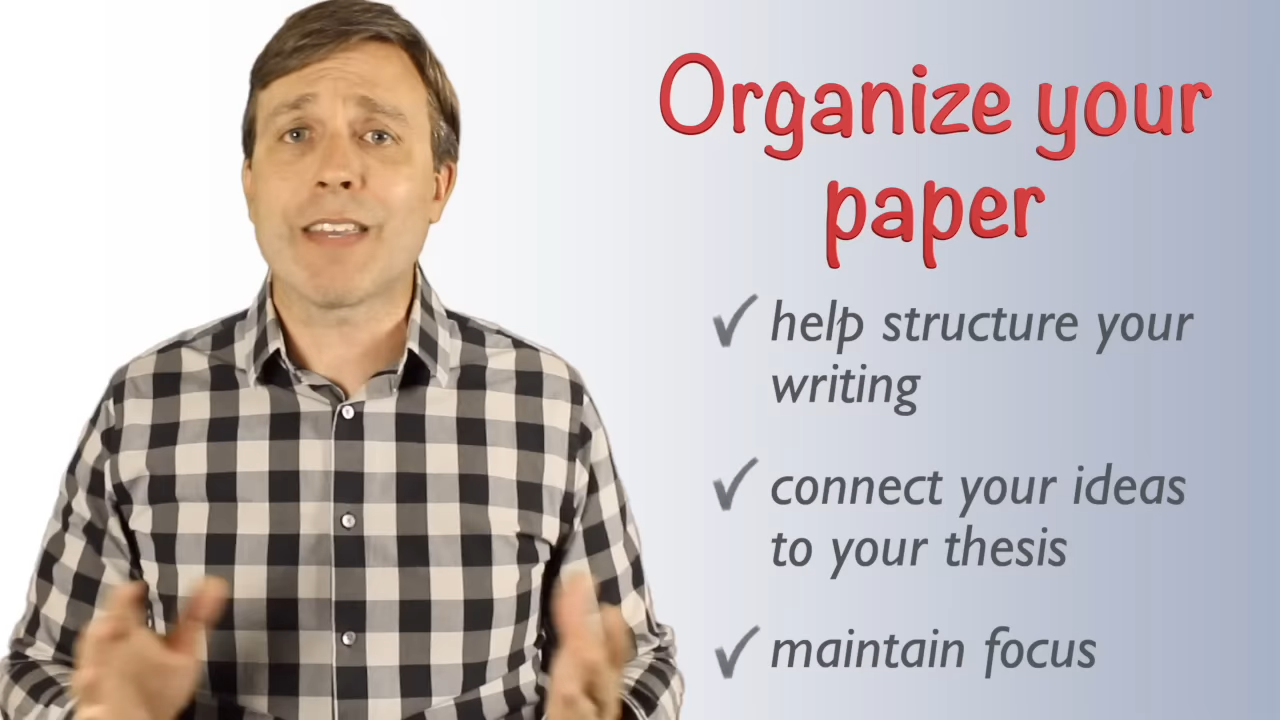 Organize your
paper
✓ help structure your
writing
✓ connect your ideas
to your thesis
✓ maintain focus